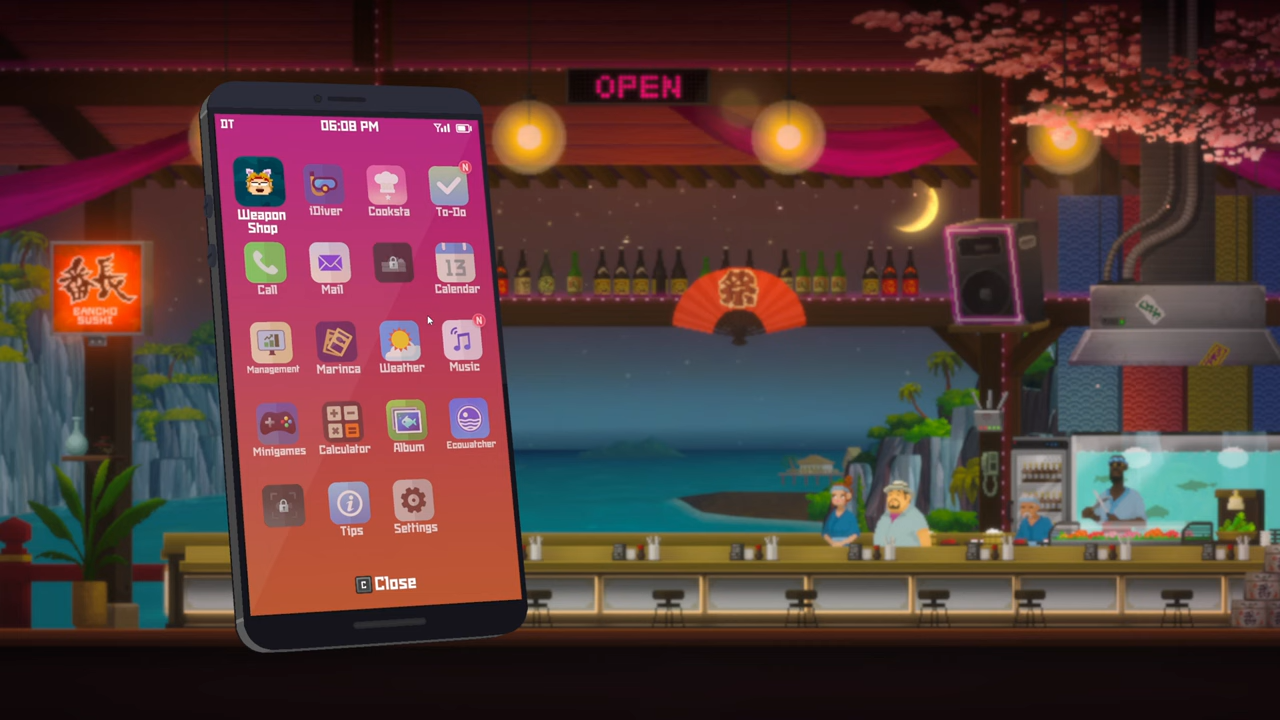 OPEN
DT 06:08 PM
N
Weapon Shop
iDiver
Cooksta
To-Do
Call
Mail
13
Calendar
N
Management
Marinca
Weather
Music
Minigames
Calculator
Album
Ecowatcher
Tips
Settings
C Close
番長
BANCHO
SUSHI
祭